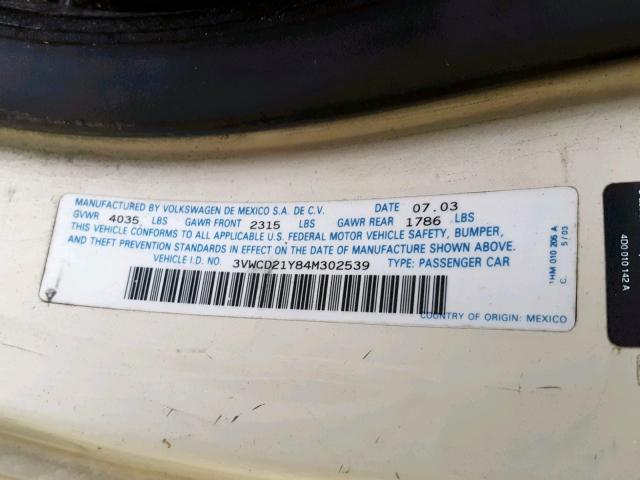 MANUFACTURED BY VOLKSWAGEN DE MEXICO S.A. DE C.V. DATE 07.03
GVWR 4035 LBS GAWR FRONT 2315 LBS GAWR REAR 1786 LBS
THIS VEHICLE CONFORMS TO ALL APPLICABLE U.S. FEDERAL MOTOR VEHICLE SAFETY, BUMPER,
AND THEFT PREVENTION STANDARDS IN EFFECT ON THE DATE OF MANUFACTURE SHOWN ABOVE.
VEHICLE I.D. NO. 3VWCD21Y84M302539 TYPE: PASSENGER CAR
COUNTRY OF ORIGIN: MEXICO
1HM 010 205 A
C. 5/03
4D0 010 142 A